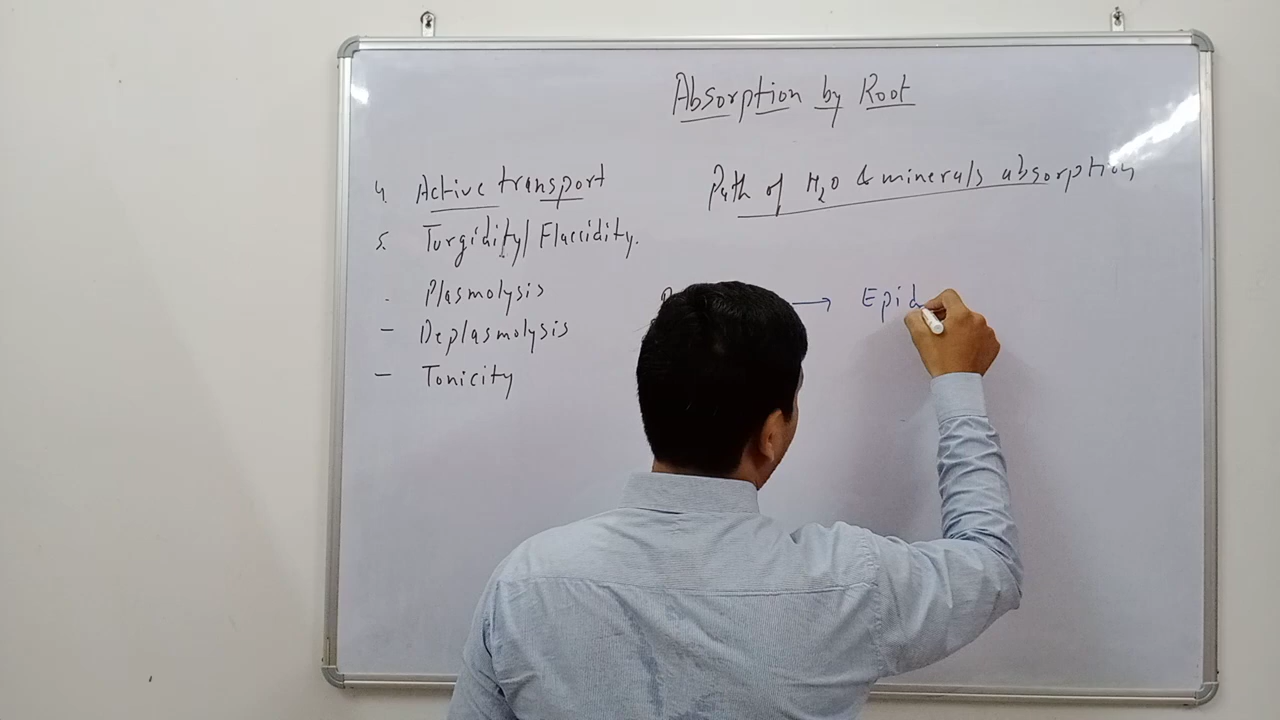 Absorption by Root
4. Active transport
5. Turgidity/Flaccidity.
- Plasmolysis
- Deplasmolysis
- Tonicity
Path of H₂O & minerals absorption
→ Epid